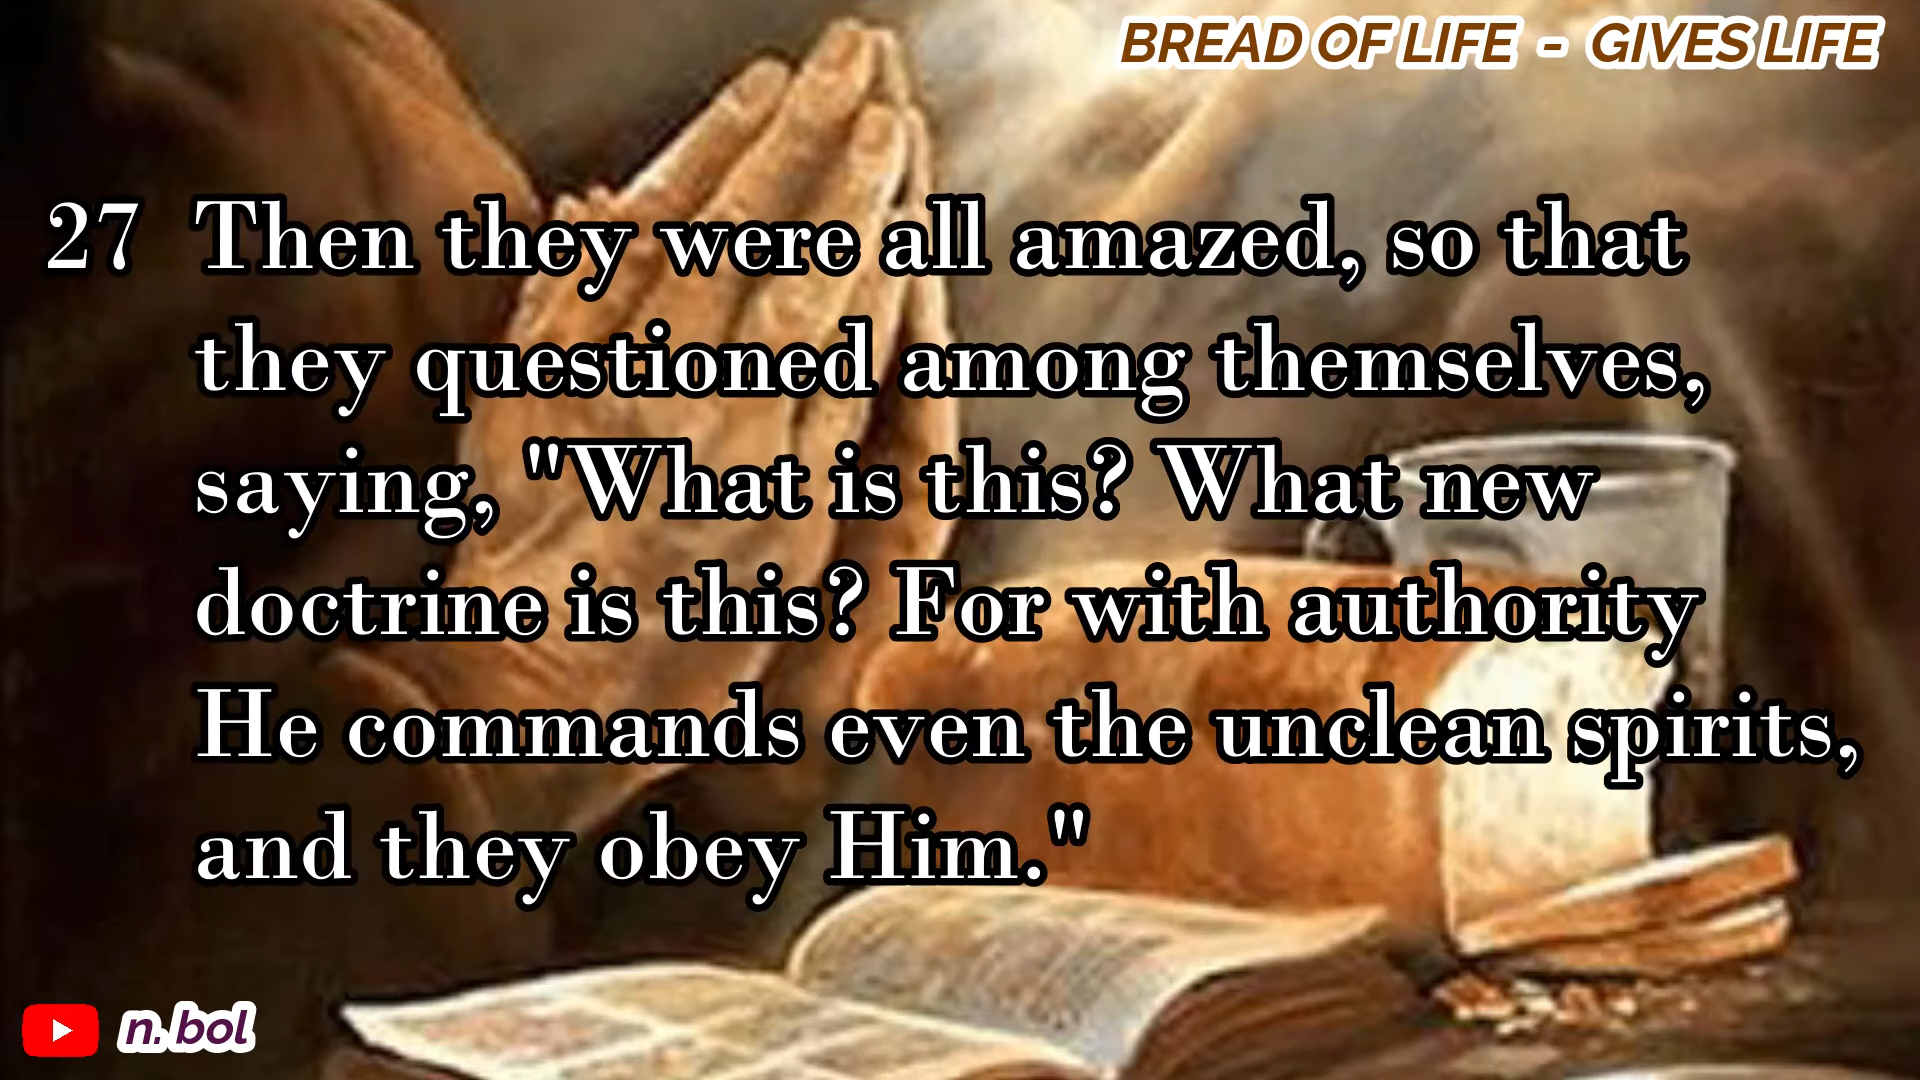 BREAD OF LIFE - GIVES LIFE
27 Then they were all amazed, so that
they questioned among themselves,
saying, "What is this? What new
doctrine is this? For with authority
He commands even the unclean spirits,
and they obey Him."
n. bol